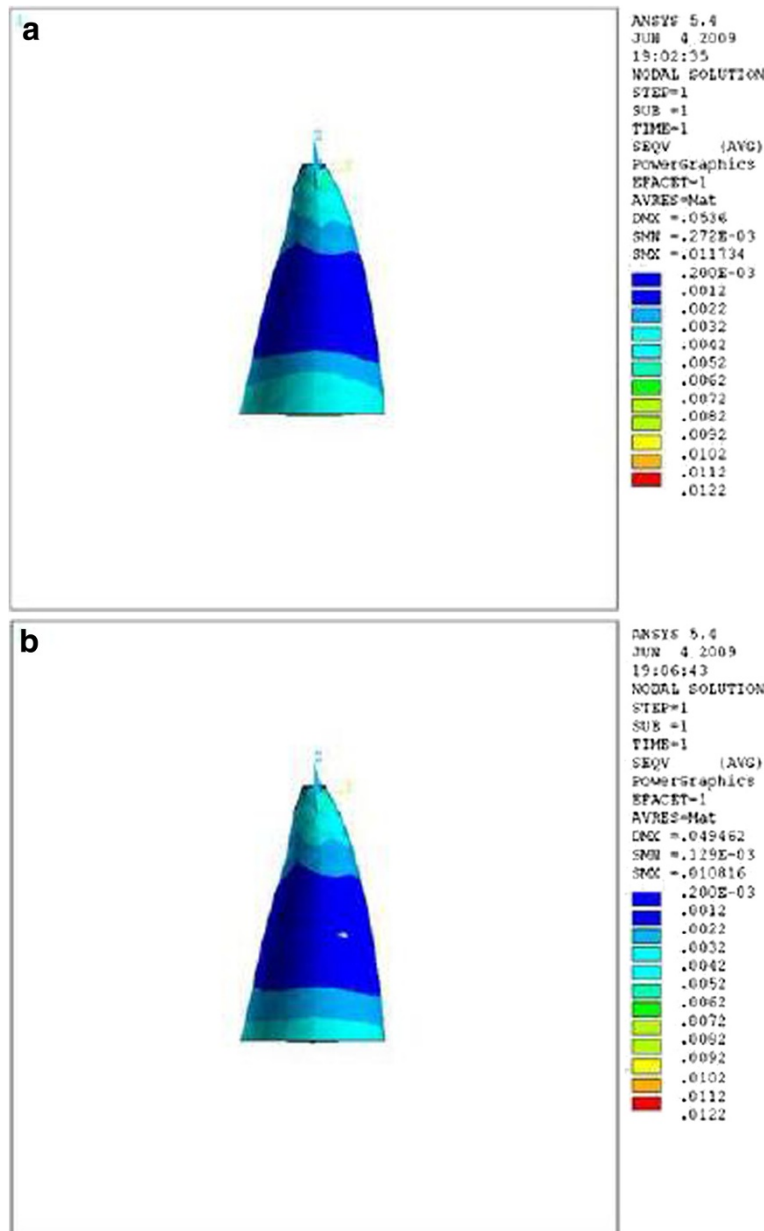 a
ANSYS 5.4
JUN 4 2009
19:02:35
NODAL SOLUTION
STEP=1
SUB =1
TIME=1
SEQV (AVG)
PowerGraphics
EFACET=1
AVRES=Mat
DMX =.0536
SMN =.272E-03
SMX =.011734
.200E-03
.0012
.0022
.0032
.0042
.0052
.0062
.0072
.0082
.0092
.0102
.0112
.0122
b
ANSYS 5.4
JUN 4 2009
19:06:43
NODAL SOLUTION
STEP=1
SUB =1
TIME=1
SEQV (AVG)
PowerGraphics
EFACET=1
AVRES=Mat
DMX =.049462
SMN =.129E-03
SMX =.010816
.200E-03
.0012
.0022
.0032
.0042
.0052
.0062
.0072
.0082
.0092
.0102
.0112
.0122